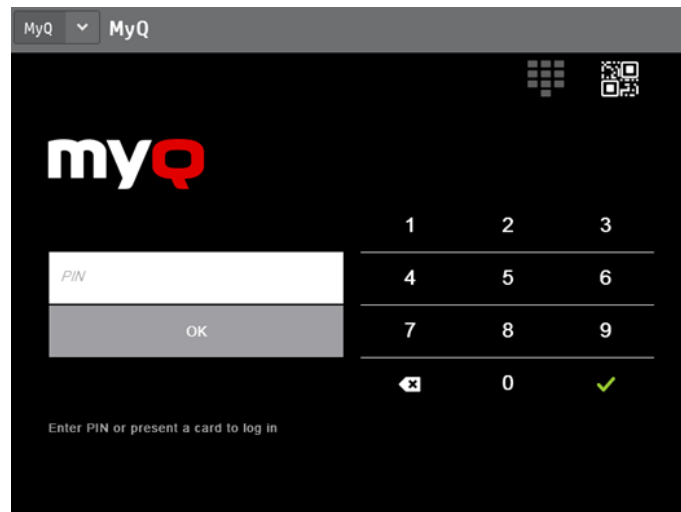 MyQ MyQ
myQ
1 2 3
PIN
4 5 6
OK
7 8 9
0
Enter PIN or present a card to log in